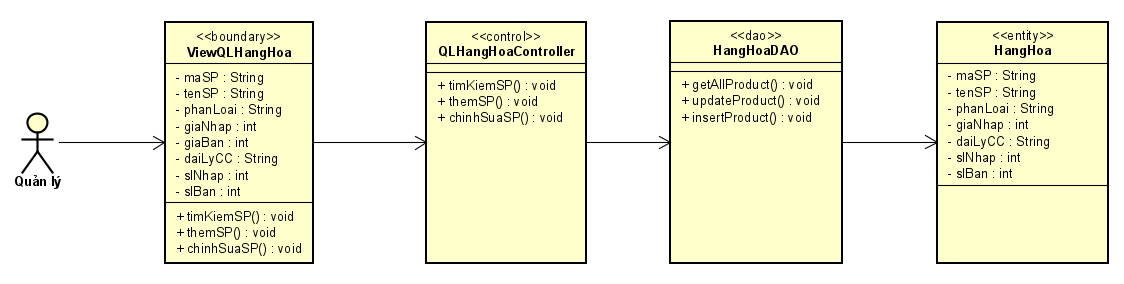 <<boundary>>
ViewQLHangHoa
- maSP : String
- tenSP : String
- phanLoai : String
- giaNhap : int
- giaBan : int
- daiLyCC : String
- slNhap : int
- slBan : int
+ timKiemSP() : void
+ themSP() : void
+ chinhSuaSP() : void
<<control>>
QLHangHoaController
+ timKiemSP() : void
+ themSP() : void
+ chinhSuaSP() : void
<<dao>>
HangHoaDAO
+ getAllProduct() : void
+ updateProduct() : void
+ insertProduct() : void
<<entity>>
HangHoa
- maSP : String
- tenSP : String
- phanLoai : String
- giaNhap : int
- daiLyCC : String
- slNhap : int
- slBan : int
Quản lý